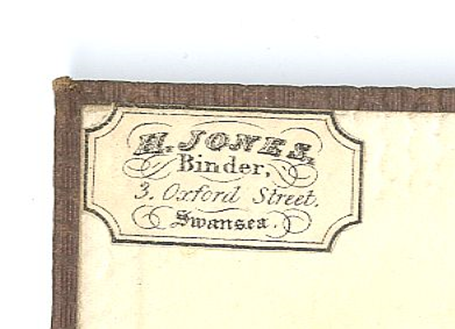 H. JONES,
Binder,
3. Oxford Street.
Swansea.